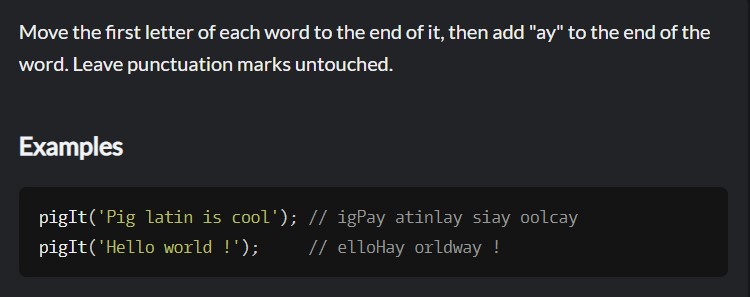 Move the first letter of each word to the end of it, then add "ay" to the end of the
word. Leave punctuation marks untouched.
Examples
pigIt('Pig latin is cool'); // igPay atinlay siay oolcay
pigIt('Hello world !');     // elloHay orldway !